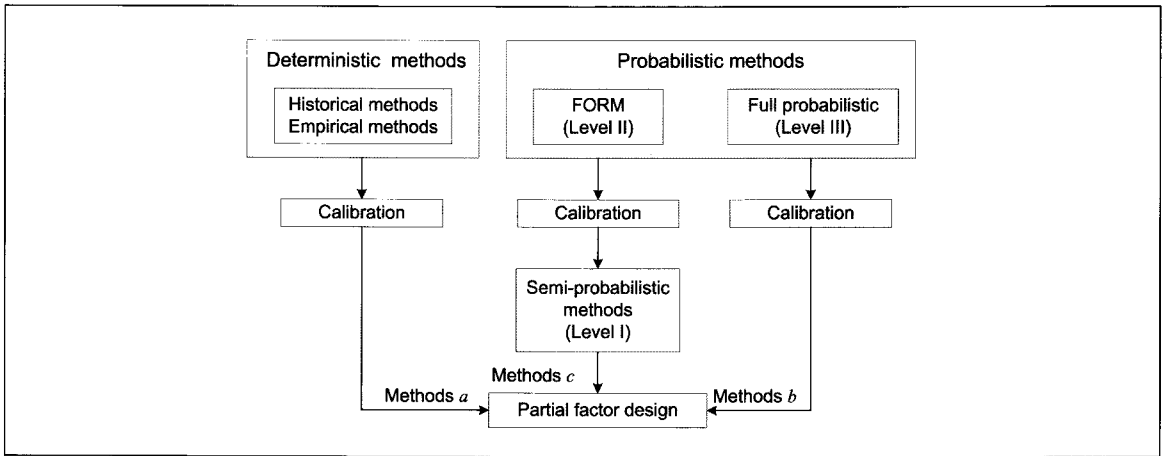 Deterministic methods
Historical methods
Empirical methods
Probabilistic methods
FORM
(Level II)
Full probabilistic
(Level III)
Calibration
Calibration
Calibration
Semi-probabilistic
methods
(Level I)
Methods c
Methods a
Partial factor design
Methods b